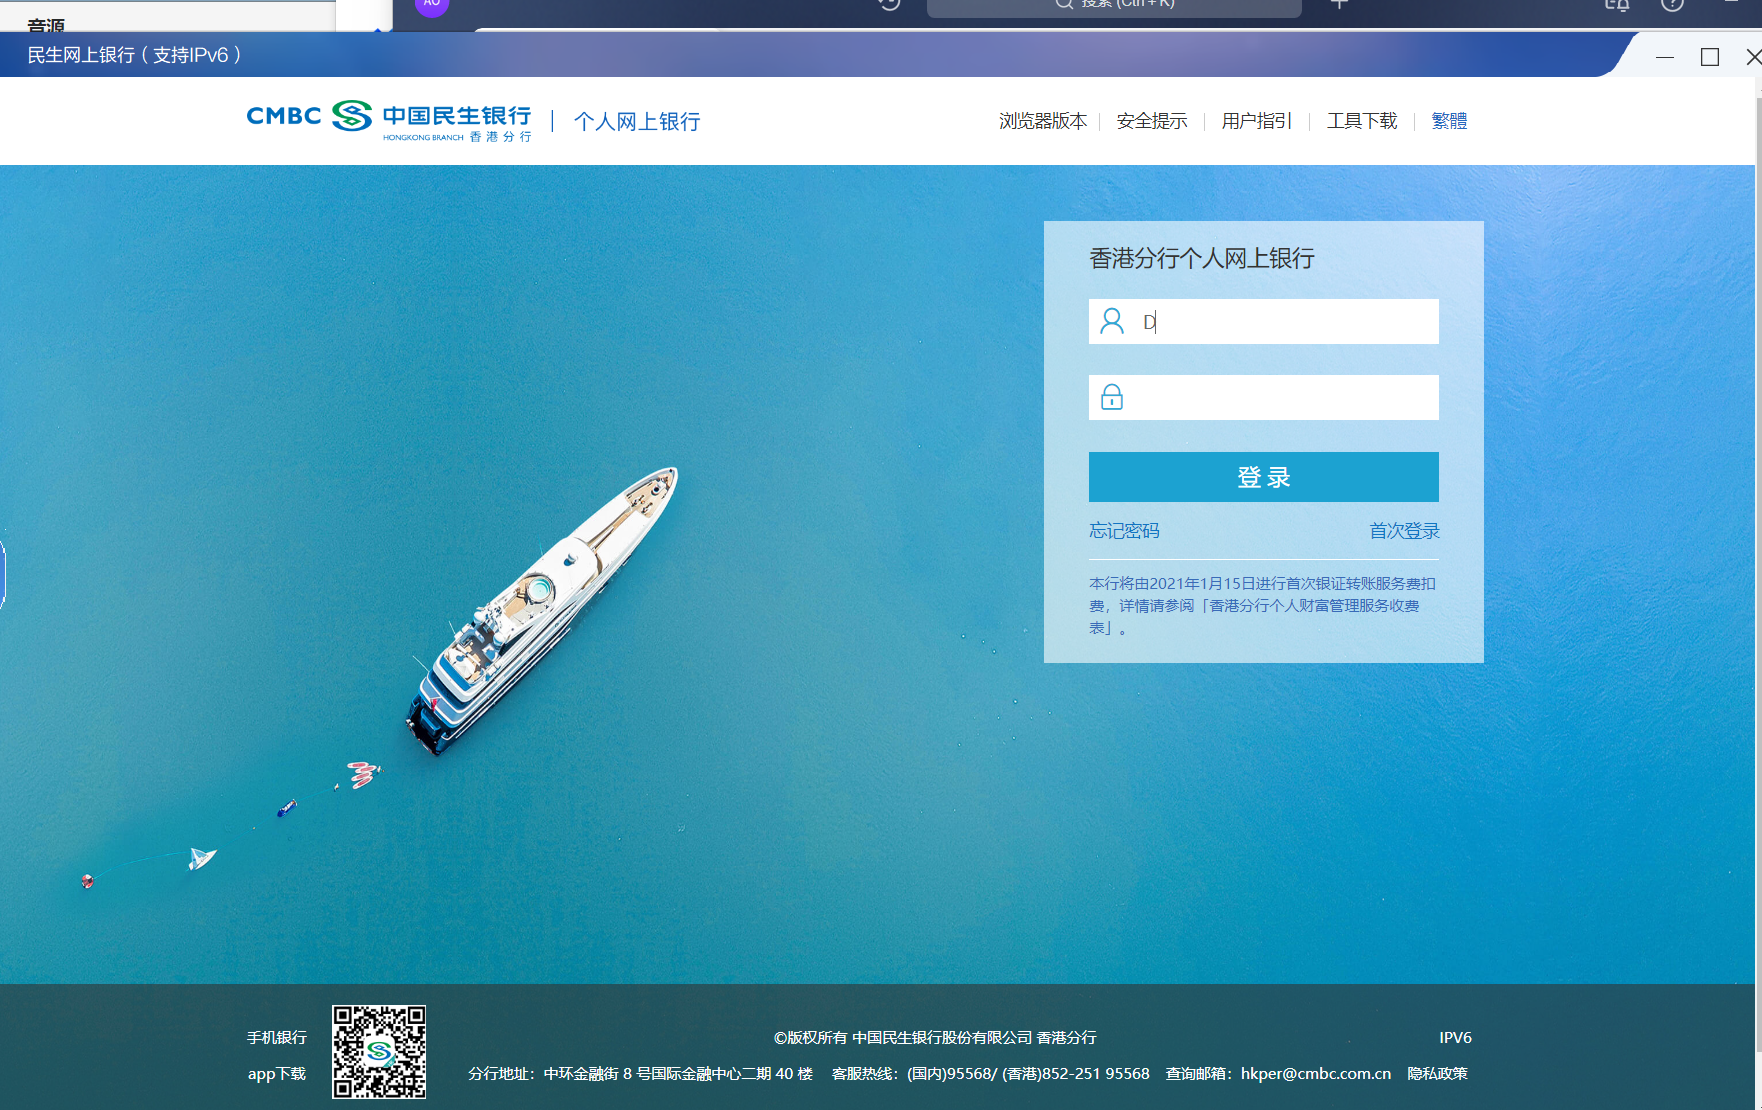 音源
AO
搜索 (Ctrl + K)
民生网上银行（支持IPv6）
CMBC 中国民生银行 个人网上银行
HONGKONG BRANCH 香港分行
浏览器版本 安全提示 用户指引 工具下载 繁體
香港分行个人网上银行
D
登 录
忘记密码 首次登录
本行将由2021年1月15日进行首次银证转账服务费扣
费，详情请参阅「香港分行个人财富管理服务收费
表」。
手机银行
app下载
©版权所有 中国民生银行股份有限公司 香港分行 IPV6
分行地址：中环金融街 8 号国际金融中心二期 40 楼 客服热线：(国内)95568/ (香港)852-251 95568 查询邮箱：hkper@cmbc.com.cn 隐私政策